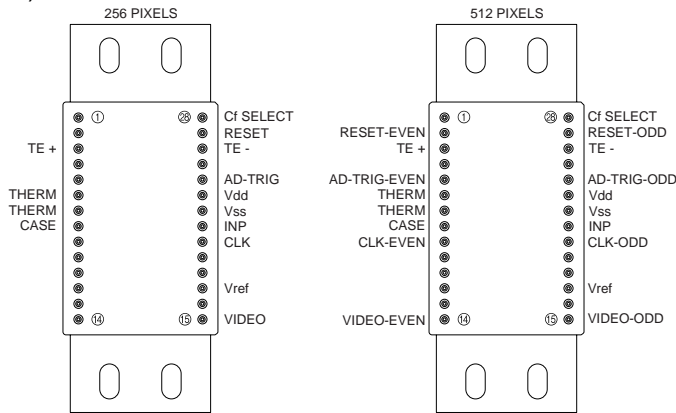 256 PIXELS
① ㉘ Cf SELECT
RESET
TE + TE -
AD-TRIG
THERM Vdd
THERM Vss
CASE INP
CLK
Vref
⑭ ⑮ VIDEO
512 PIXELS
① ㉘ Cf SELECT
RESET-EVEN RESET-ODD
TE + TE -
AD-TRIG-EVEN AD-TRIG-ODD
THERM Vdd
THERM Vss
CASE INP
CLK-EVEN CLK-ODD
Vref
VIDEO-EVEN ⑭ ⑮ VIDEO-ODD